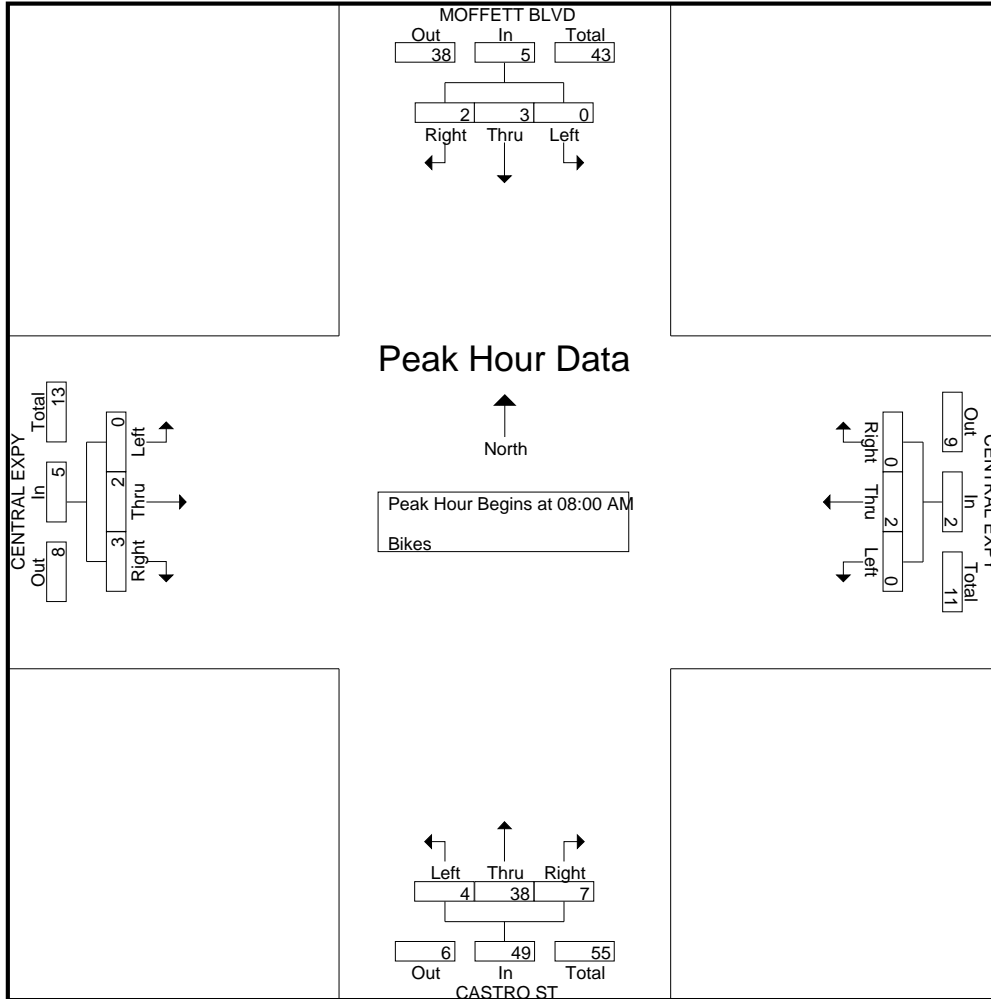 MOFFETT BLVD
Out In Total
38 5 43
2 3 0
Right Thru Left
Peak Hour Data
North
Peak Hour Begins at 08:00 AM
Bikes
CENTRAL EXPY
Out In Total
8 5 13
3 2 0
Right Thru Left
CENTRAL EXPY
Out In Total
9 2 11
0 2 0
Right Thru Left
Left Thru Right
4 38 7
6 49 55
Out In Total
CASTRO ST